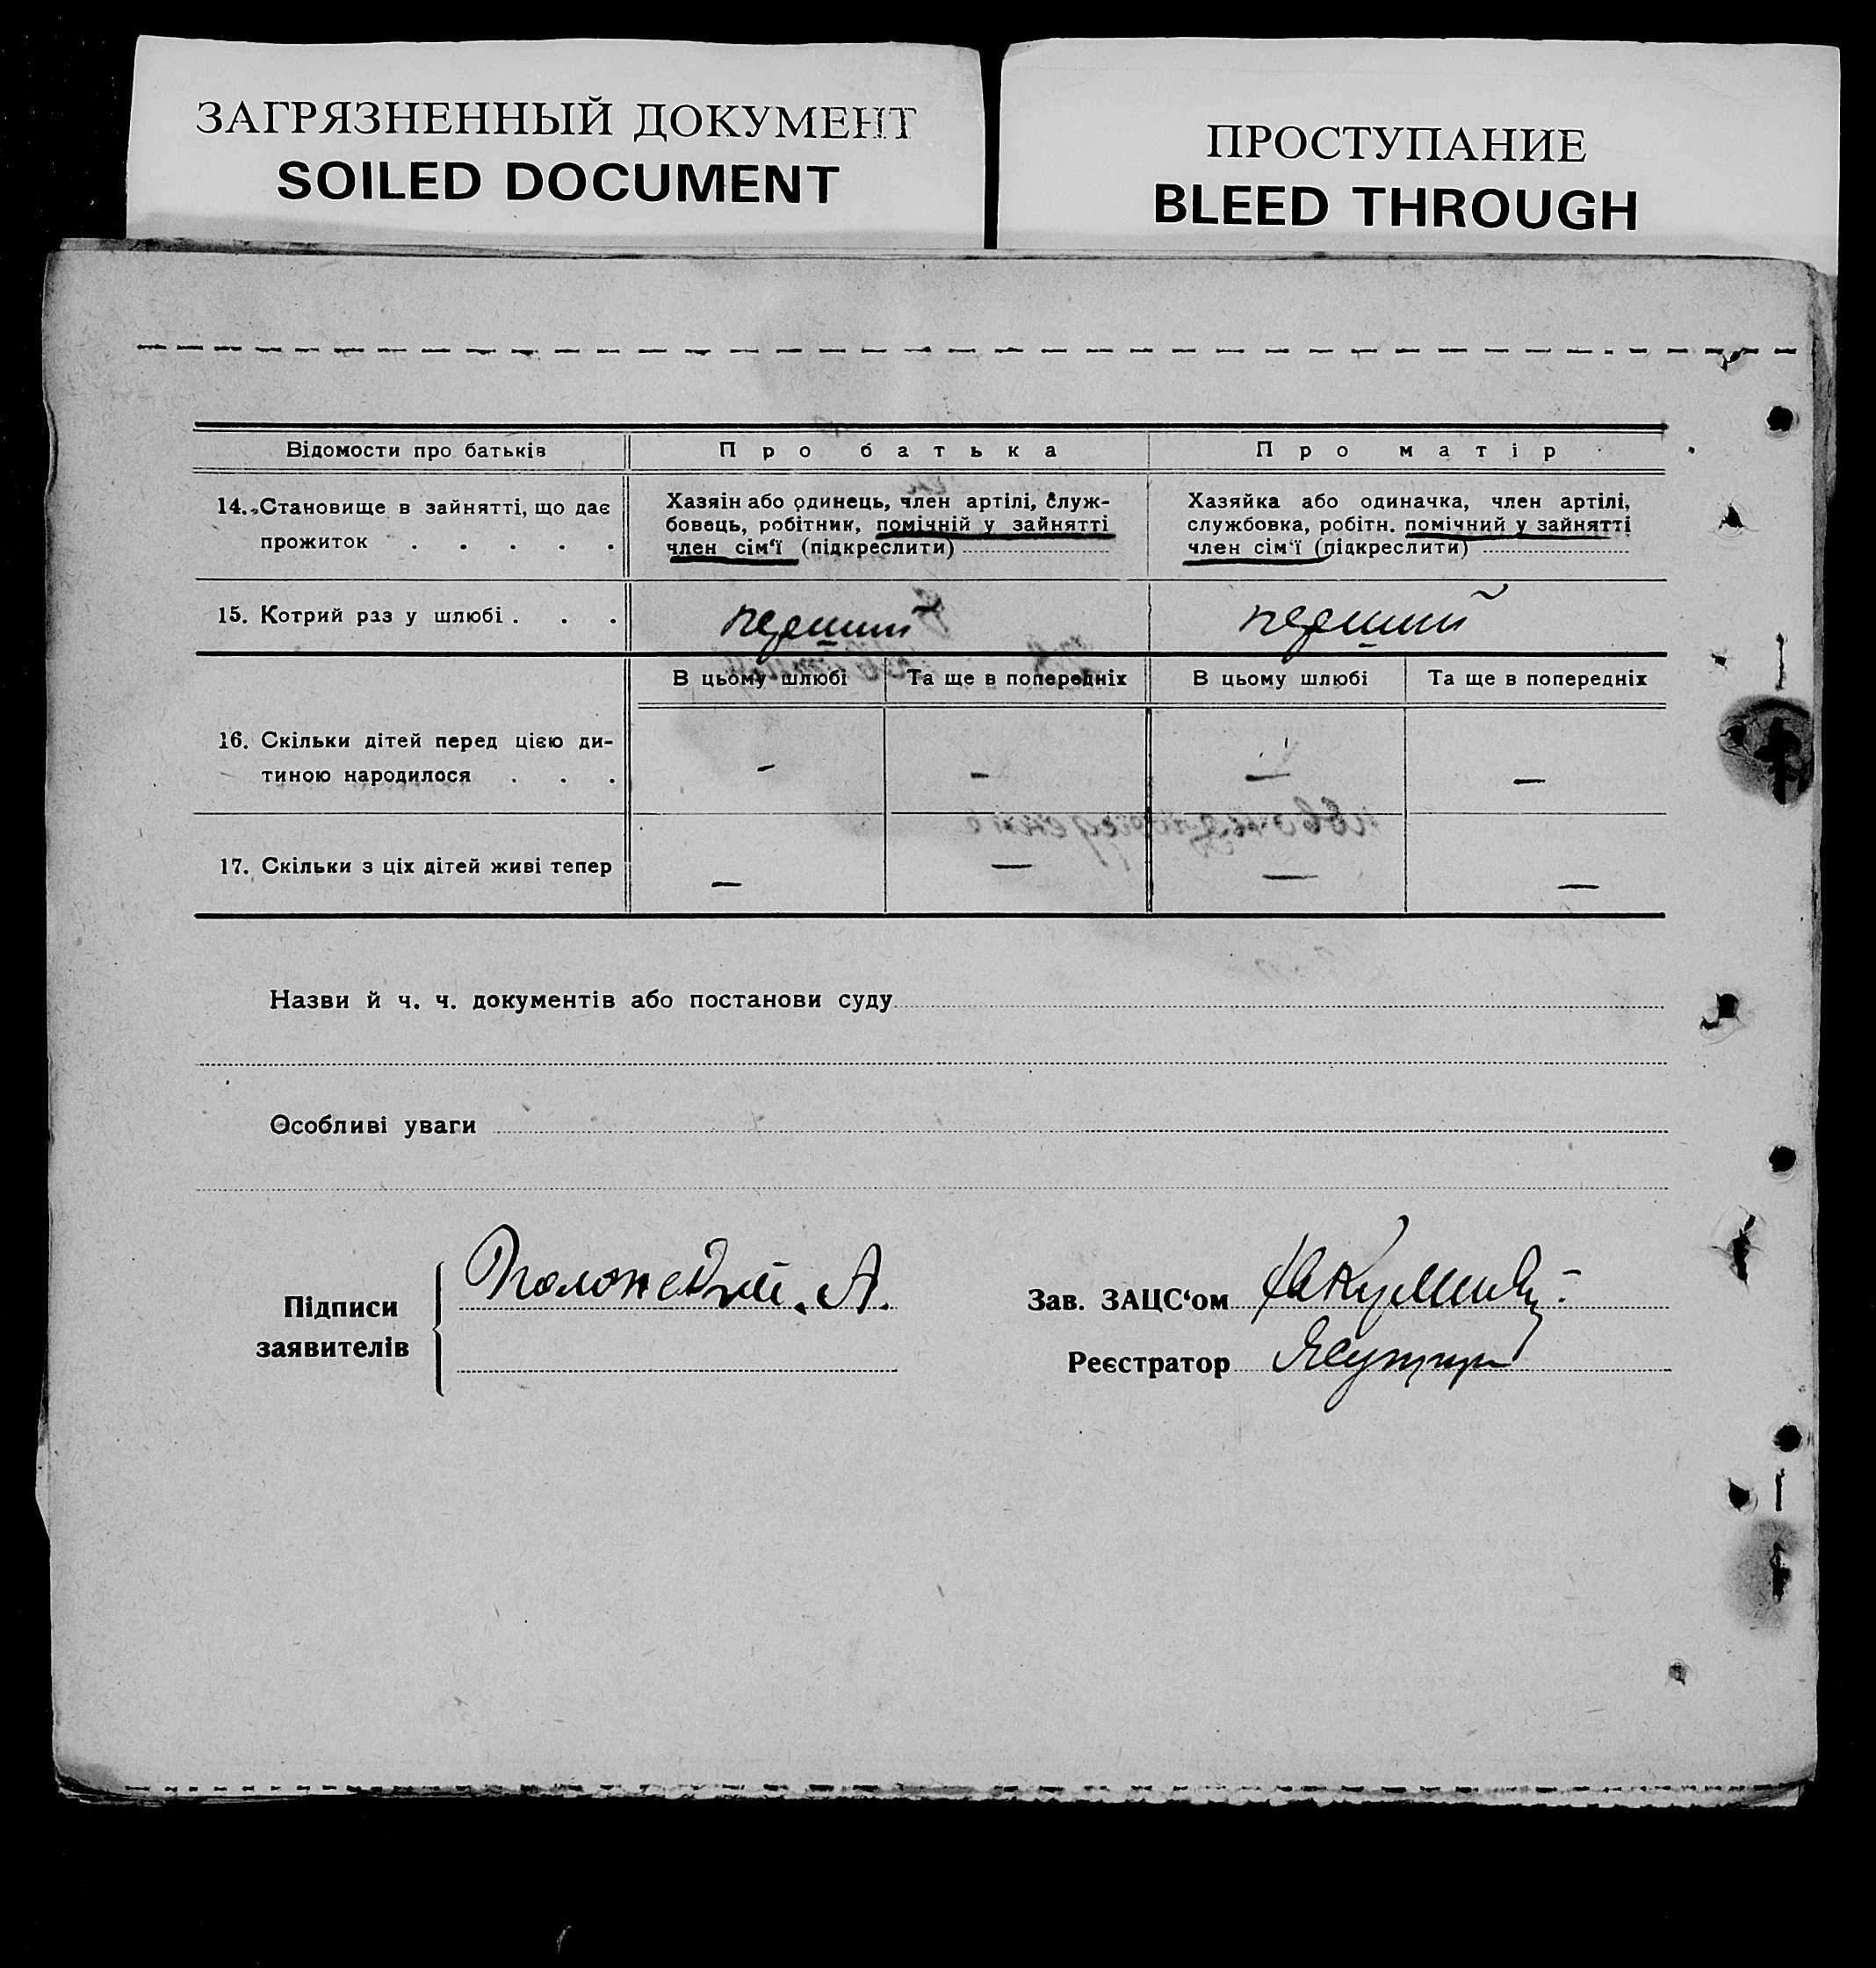 ЗАГРЯЗНЕННЫЙ ДОКУМЕНТ
SOILED DOCUMENT
ПРОСТУПАНИЕ
BLEED THROUGH
Відомости про батьків
Про батька
Про матір
14. Становище в зайнятті, що дає
прожиток . . . . .
Хазяін або одинець, член артілі, служ-
бовець, робітник, помічній у зайнятті
член сім‘ї (підкреслити)
Хазяйка або одиначка, член артілі,
службовка, робітн. помічний у зайнятті
член сім‘ї (підкреслити)
15. Котрий раз у шлюбі . . .
перший
перший
В цьому шлюбі
Та ще в попередніх
В цьому шлюбі
Та ще в попередніх
16. Скільки дітей перед цією ди-
тиною народилося . . .
–
–
–
–
17. Скільки з ціх дітей живі тепер
–
–
–
–
Назви й ч. ч. документів або постанови суду
Особливі уваги
Підписи
заявителів
А.
Зав. ЗАЦС‘ом
Реєстратор